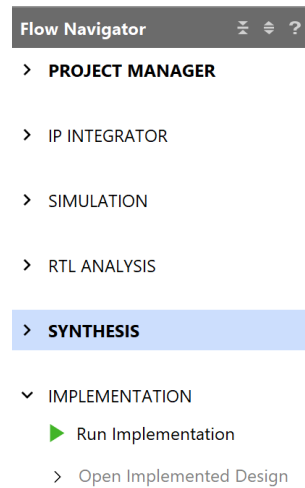 Flow Navigator ?
PROJECT MANAGER
IP INTEGRATOR
SIMULATION
RTL ANALYSIS
SYNTHESIS
IMPLEMENTATION
Run Implementation
Open Implemented Design